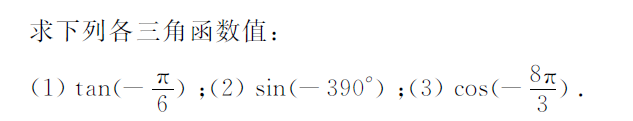 求下列各三角函数值:
(1) tan(− π/6) ;(2) sin(− 390°) ;(3) cos(− 8π/3) .